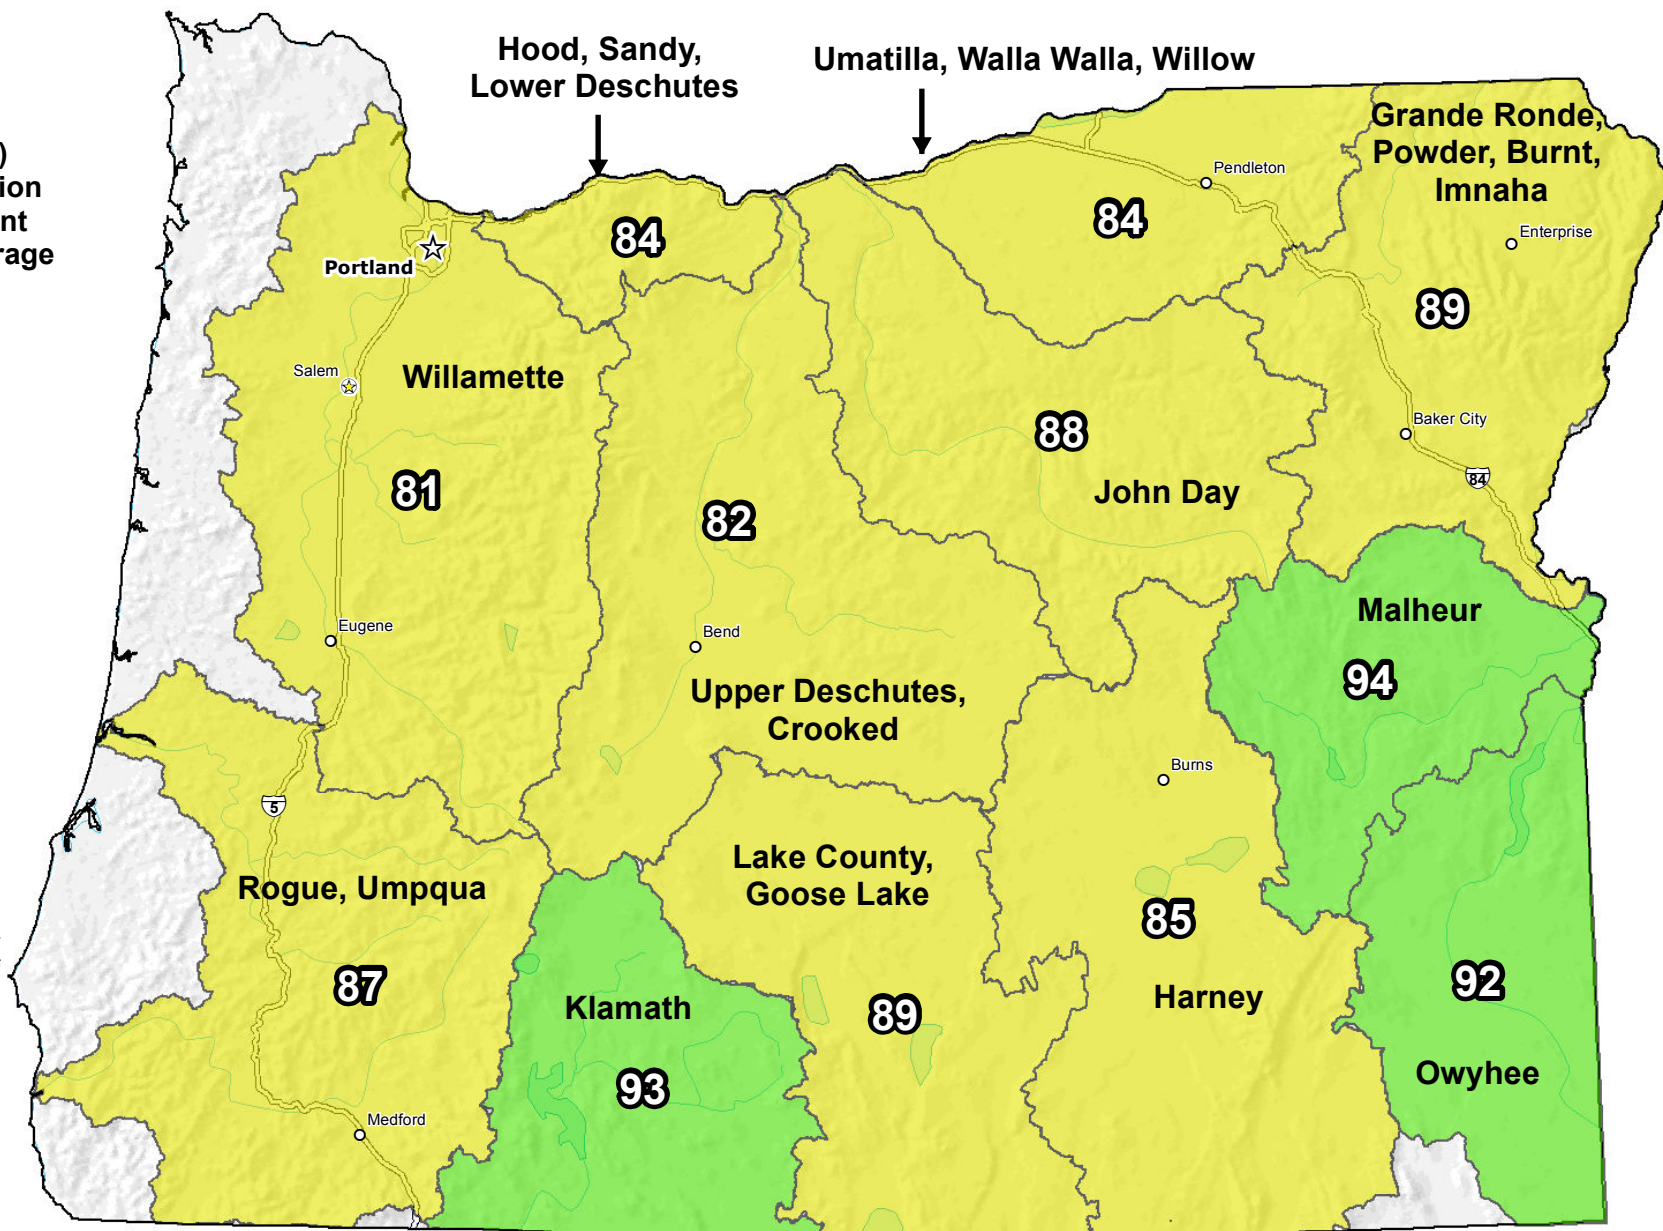 Hood, Sandy,
Lower Deschutes
Umatilla, Walla Walla, Willow
Grande Ronde,
Powder, Burnt,
Imnaha
)
ion
nt
rage
Pendleton
Enterprise
84
84
Portland
89
Salem
Willamette
Baker City
88
84
John Day
81
82
Malheur
Eugene
Bend
94
Upper Deschutes,
Crooked
Burns
5
Lake County,
Goose Lake
Rogue, Umpqua
85
87
Klamath
89
Harney
92
93
Owyhee
Medford